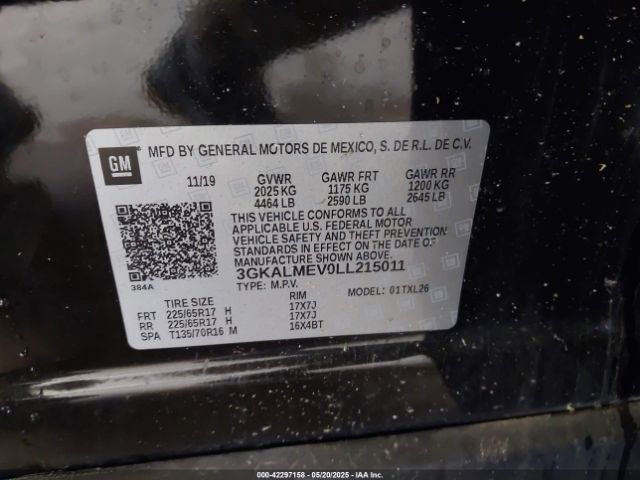 GM
MFD BY GENERAL MOTORS DE MEXICO, S. DE R.L. DE C.V.
11/19 GVWR GAWR FRT GAWR RR
2025 KG 1175 KG 1200 KG
4464 LB 2590 LB 2645 LB
THIS VEHICLE CONFORMS TO ALL
APPLICABLE U.S. FEDERAL MOTOR
VEHICLE SAFETY AND THEFT PREVENTION
STANDARDS IN EFFECT ON THE DATE OF
MANUFACTURE SHOWN ABOVE.
3GKALMEV0LL215011
384A
TYPE: M.P.V. MODEL: 01TXL26
TIRE SIZE RIM
FRT 225/65R17 H 17X7J
RR 225/65R17 H 17X7J
SPA T135/70R16 M 16X4BT
000-42297158 - 05/20/2025 - IAAI.com